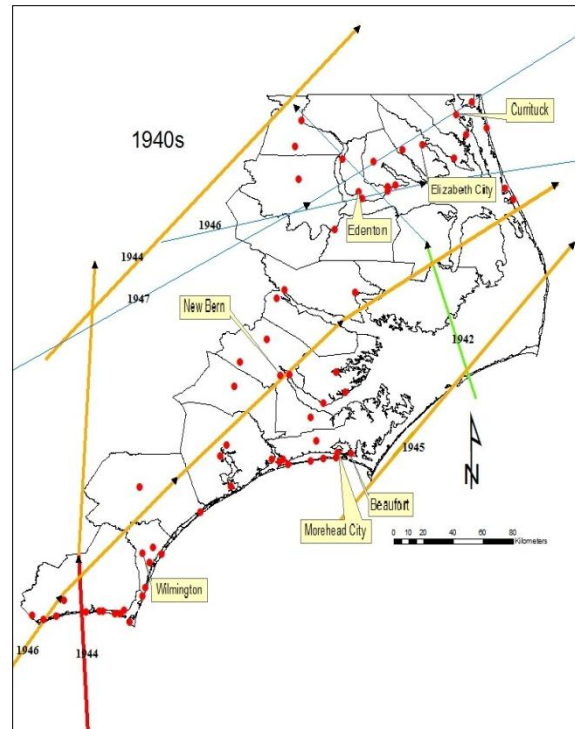 1940s
Currituck
Elizabeth City
Edenton
1946
1944
1947
New Bern
1942
1945
N
Beaufort
Morehead City
0 10 20 40 60 80
Kilometers
Wilmington
1946
1944